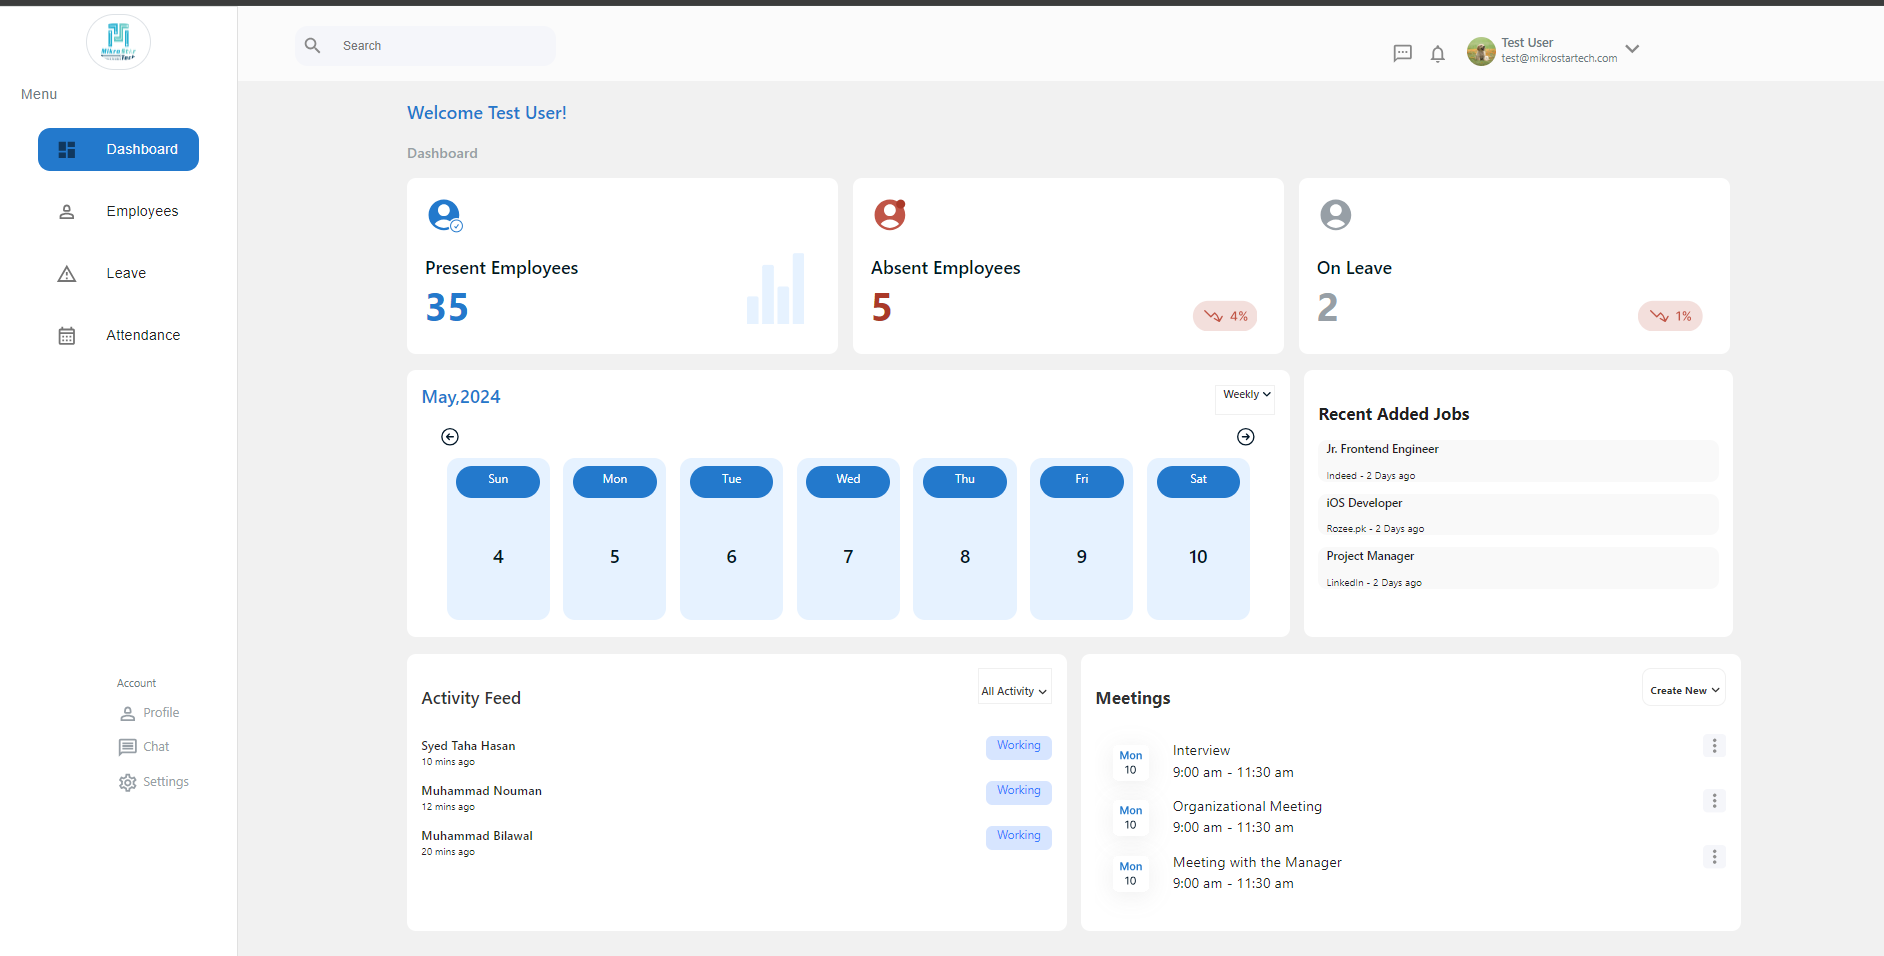 Mikro Star
Tech
Search
Test User
test@mikrostartech.com
Menu
Dashboard
Employees
Leave
Attendance
Account
Profile
Chat
Settings
Welcome Test User!
Dashboard
Present Employees
35
Absent Employees
5
4%
On Leave
2
1%
May,2024
Weekly
Sun
Mon
Tue
Wed
Thu
Fri
Sat
4
5
6
7
8
9
10
Recent Added Jobs
Jr. Frontend Engineer
Indeed - 2 Days ago
iOS Developer
Rozee.pk - 2 Days ago
Project Manager
LinkedIn - 2 Days ago
Activity Feed
All Activity
Syed Taha Hasan
10 mins ago
Working
Muhammad Nouman
12 mins ago
Working
Muhammad Bilawal
20 mins ago
Working
Meetings
Create New
Mon
10
Interview
9:00 am - 11:30 am
Mon
10
Organizational Meeting
9:00 am - 11:30 am
Mon
10
Meeting with the Manager
9:00 am - 11:30 am